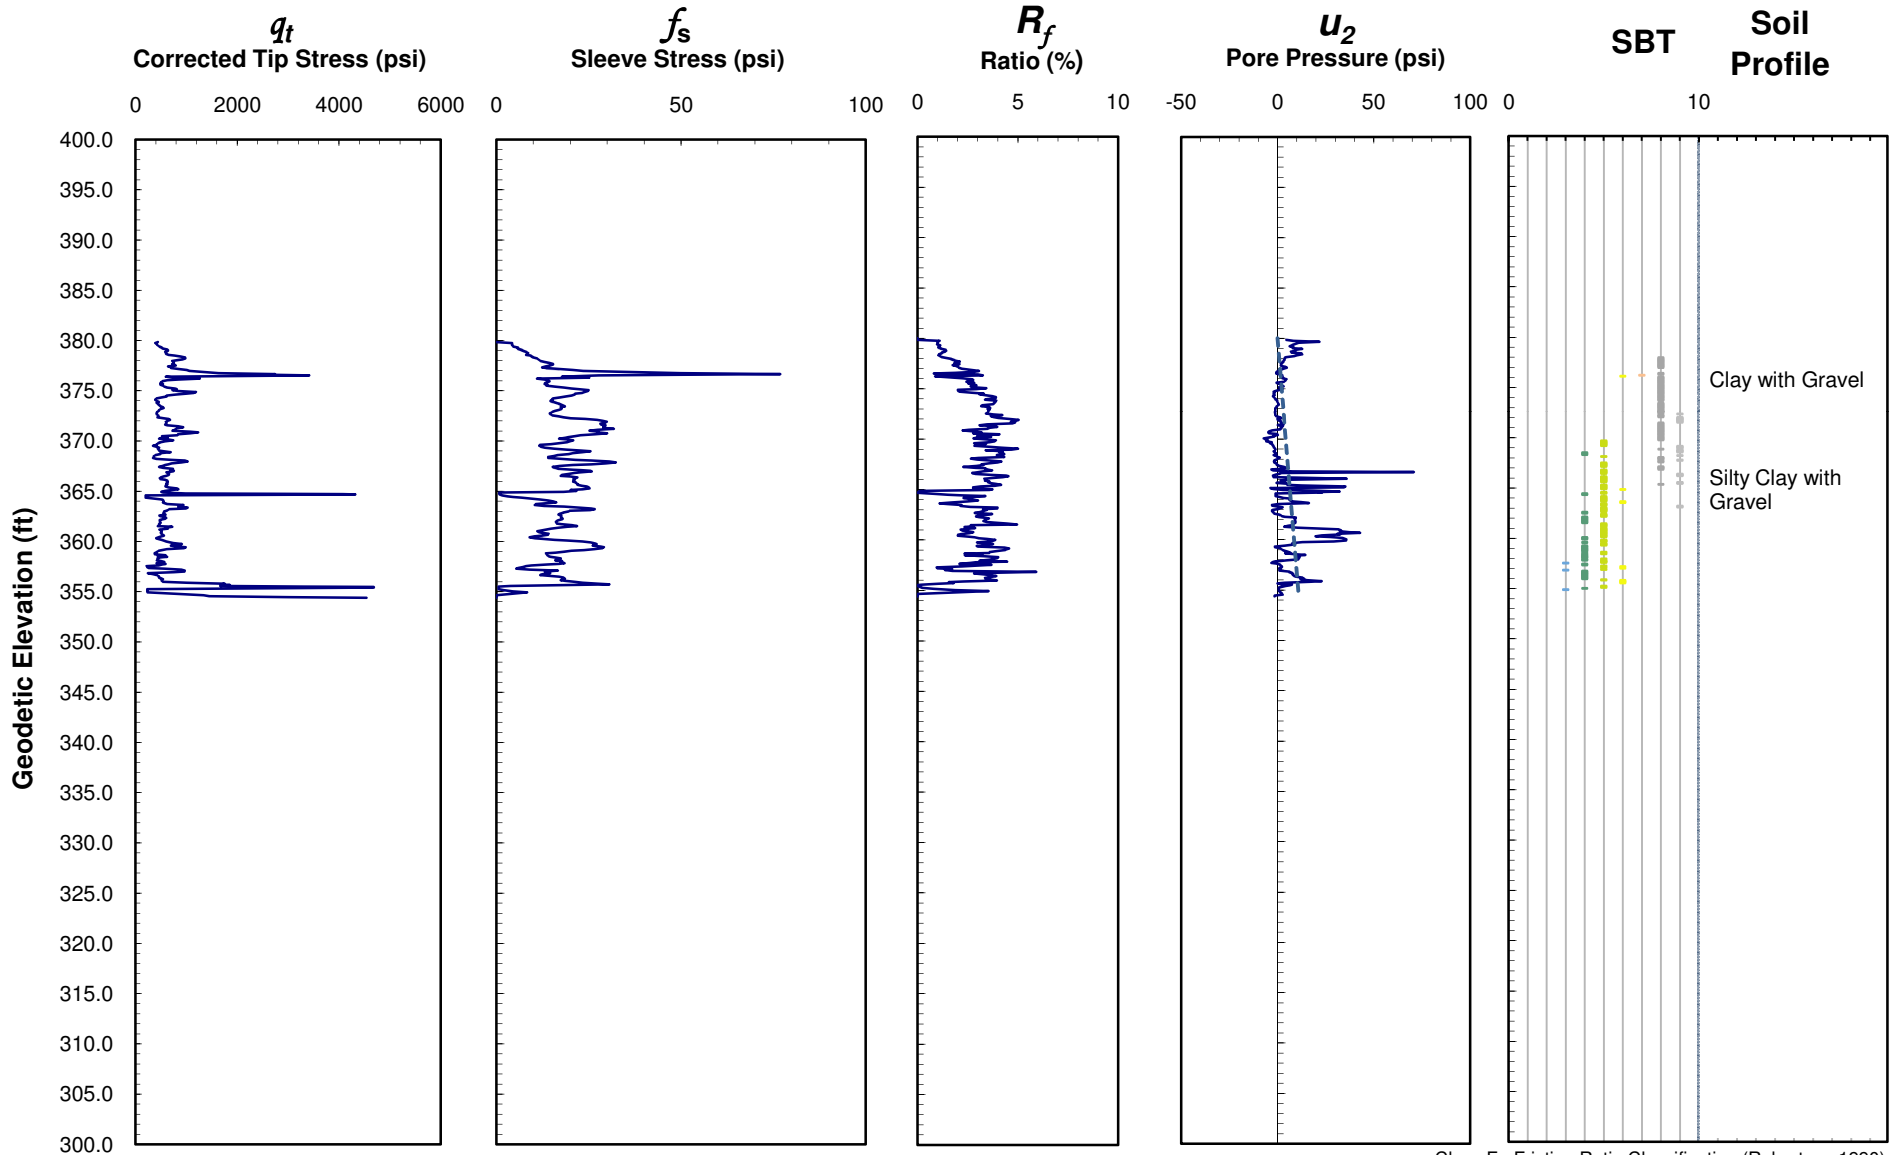 qt
Corrected Tip Stress (psi)
fs
Sleeve Stress (psi)
Rf
Ratio (%)
u2
Pore Pressure (psi)
SBT
Soil
Profile
0 2000 4000 6000
0 50 100
0 5 10
-50 0 50 100
0 10
Geodetic Elevation (ft)
400.0
395.0
390.0
385.0
380.0
375.0
370.0
365.0
360.0
355.0
350.0
345.0
340.0
335.0
330.0
325.0
320.0
315.0
310.0
305.0
300.0
Clay with Gravel
Silty Clay with
Gravel